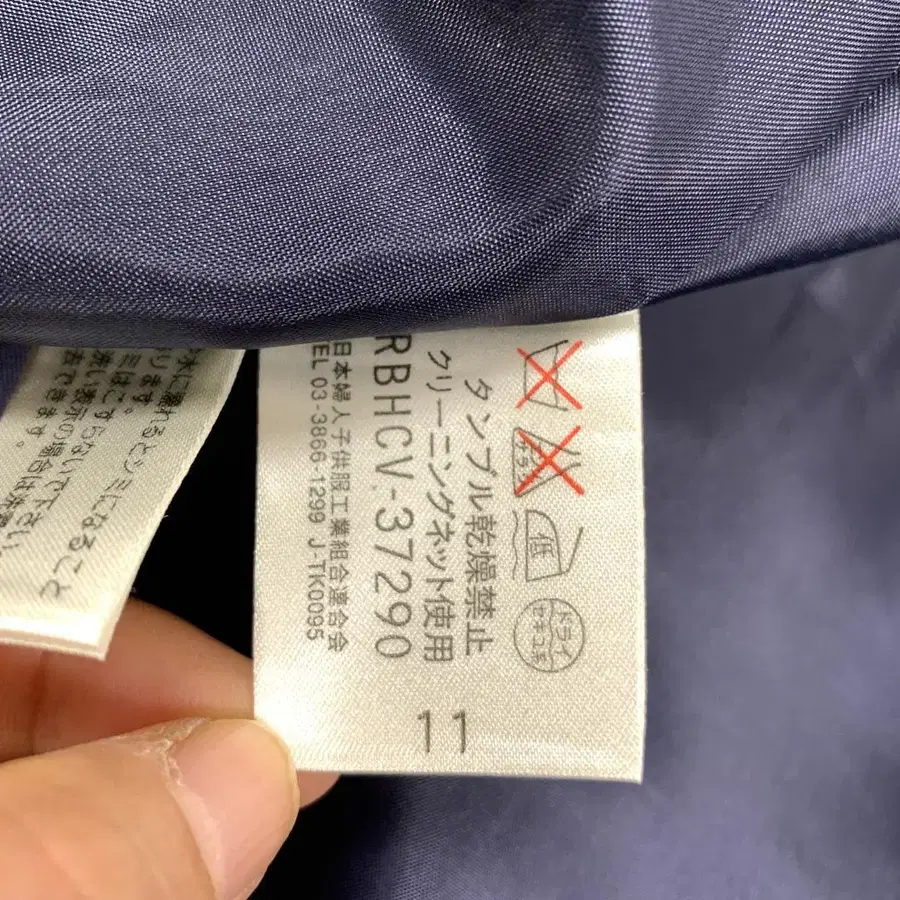 低
ドライ
セキユ系
タンブル乾燥禁止
クリーニングネット使用
RBHCV-37290
日本婦人子供服工業組合連合会
TEL 03-3866-1299 J-TK0095
11
水に濡れるとシミになること
ります。
ミはこすらないで下さい。
洗い表示の場合は
できます。